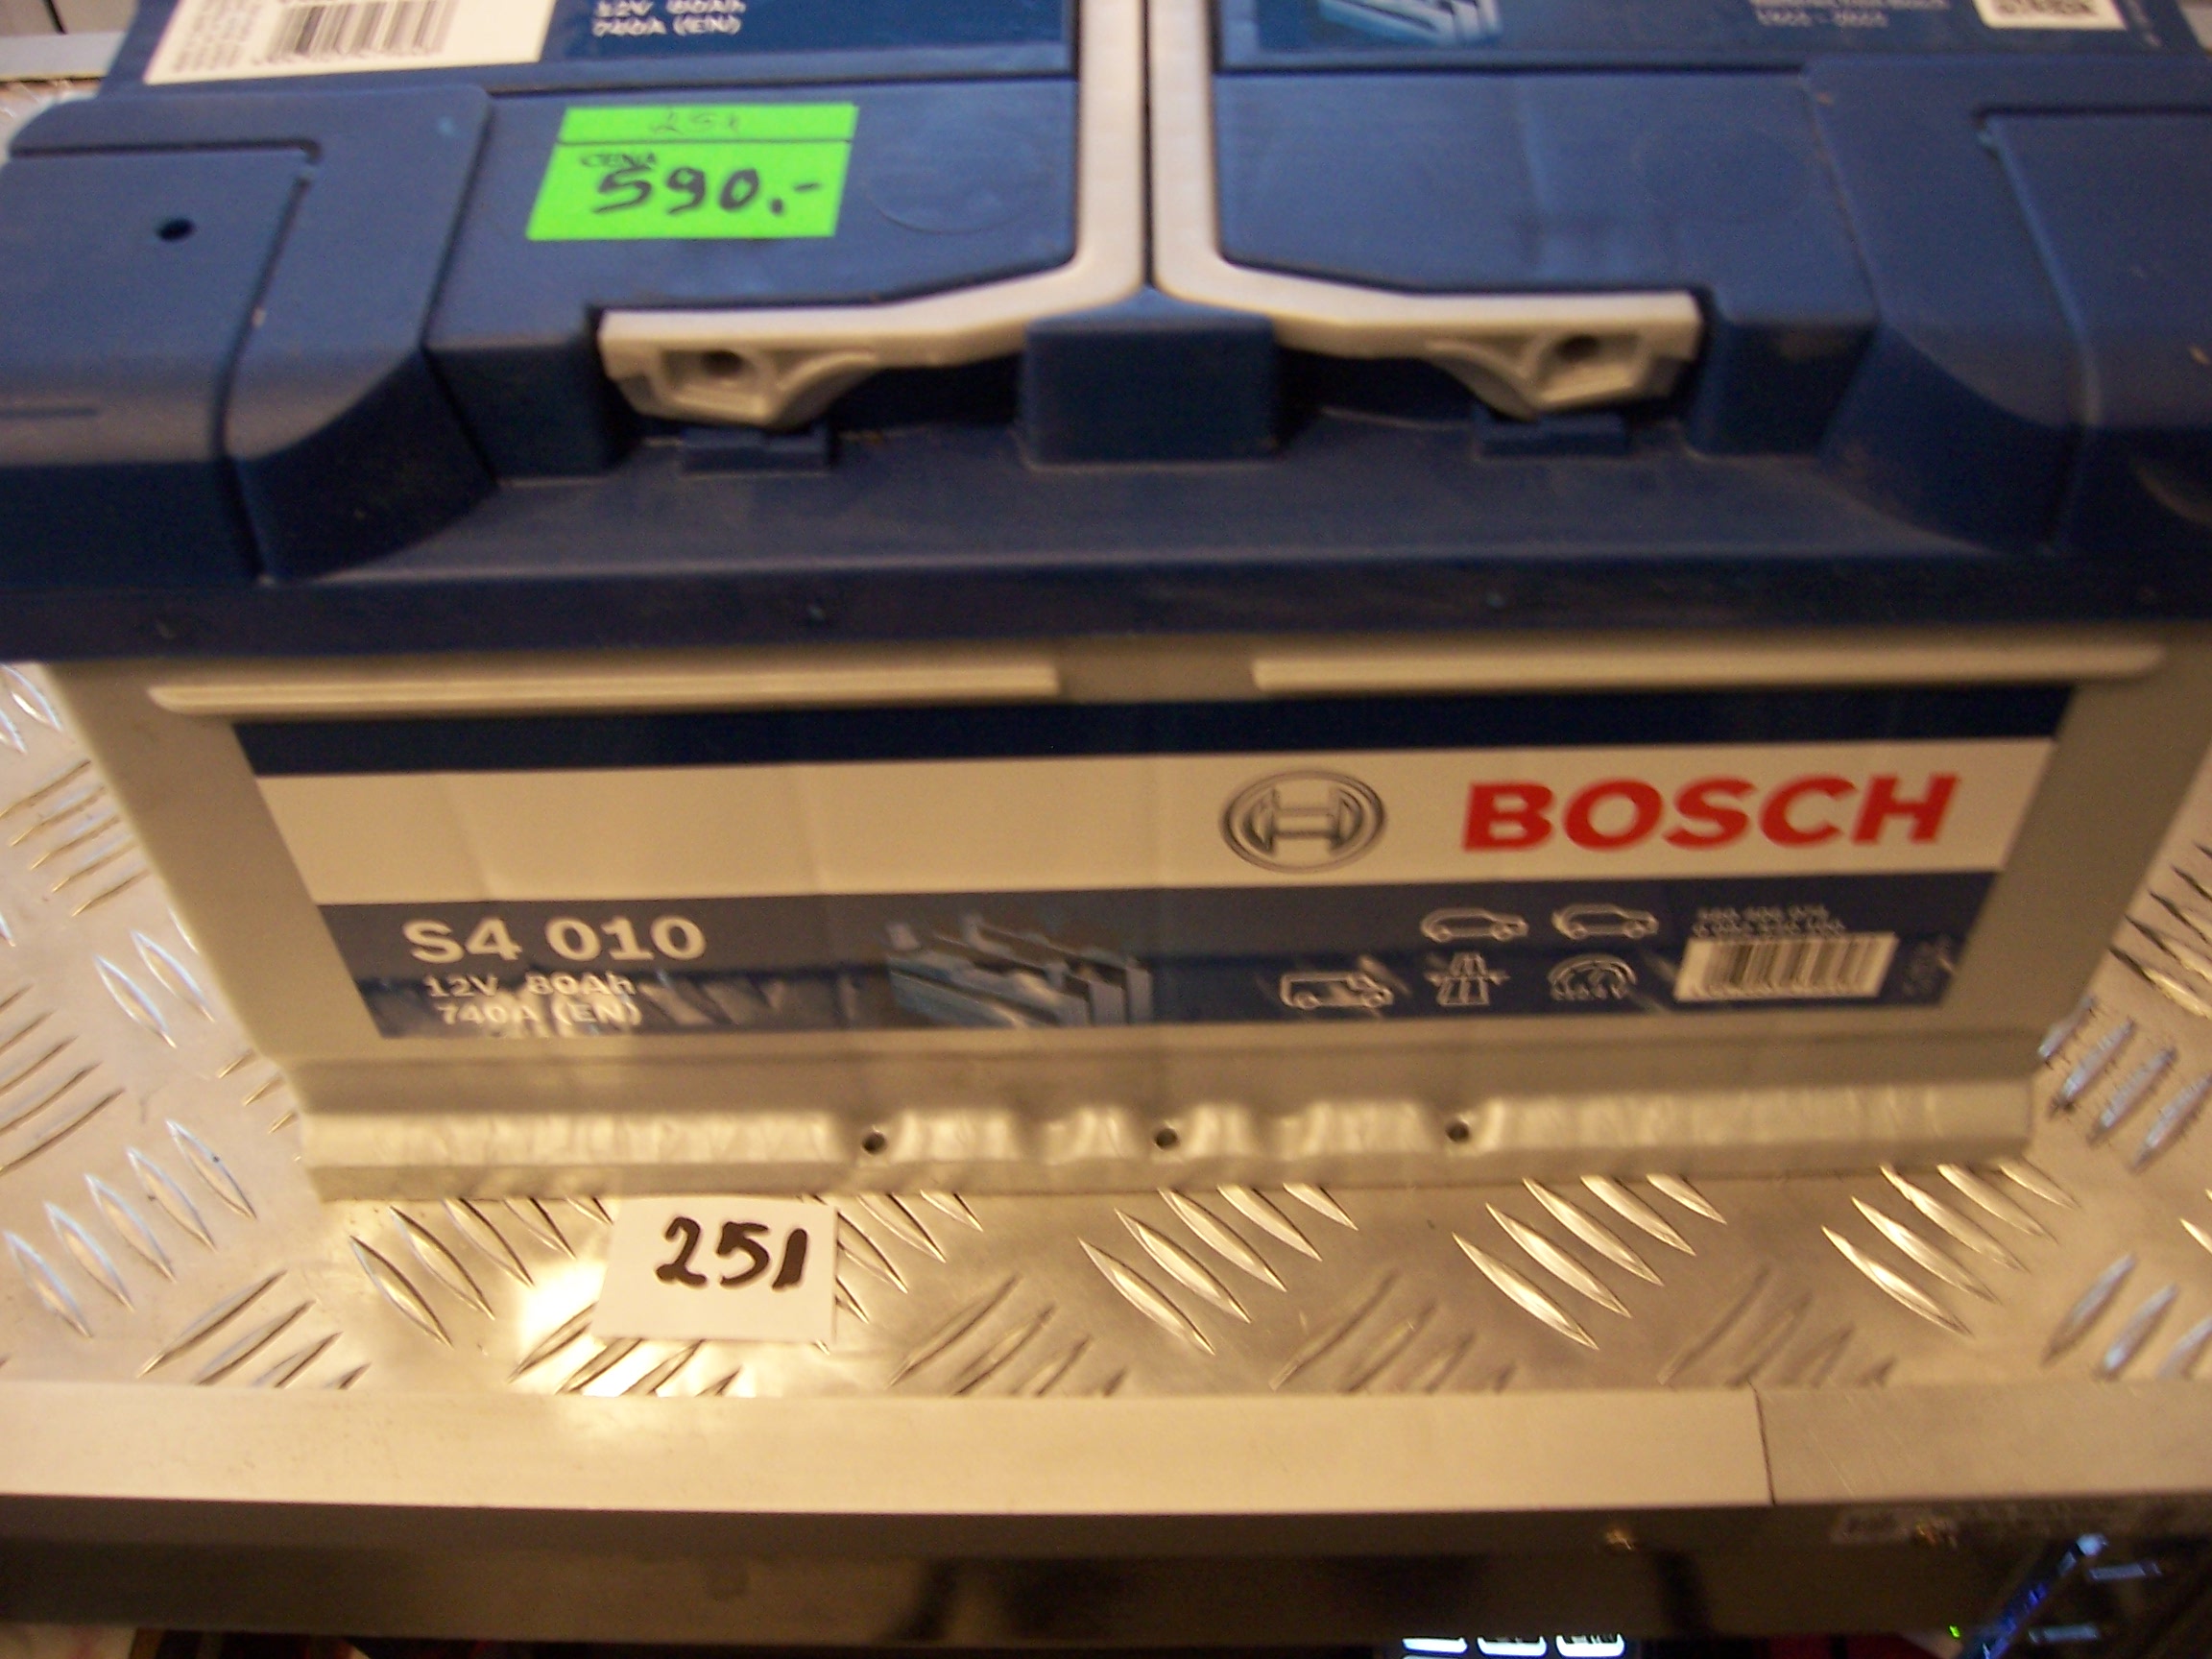 12V 80Ah
740A (EN)
251
CENA
590.-
BOSCH
S4 010
12V 80Ah
740A (EN)
251